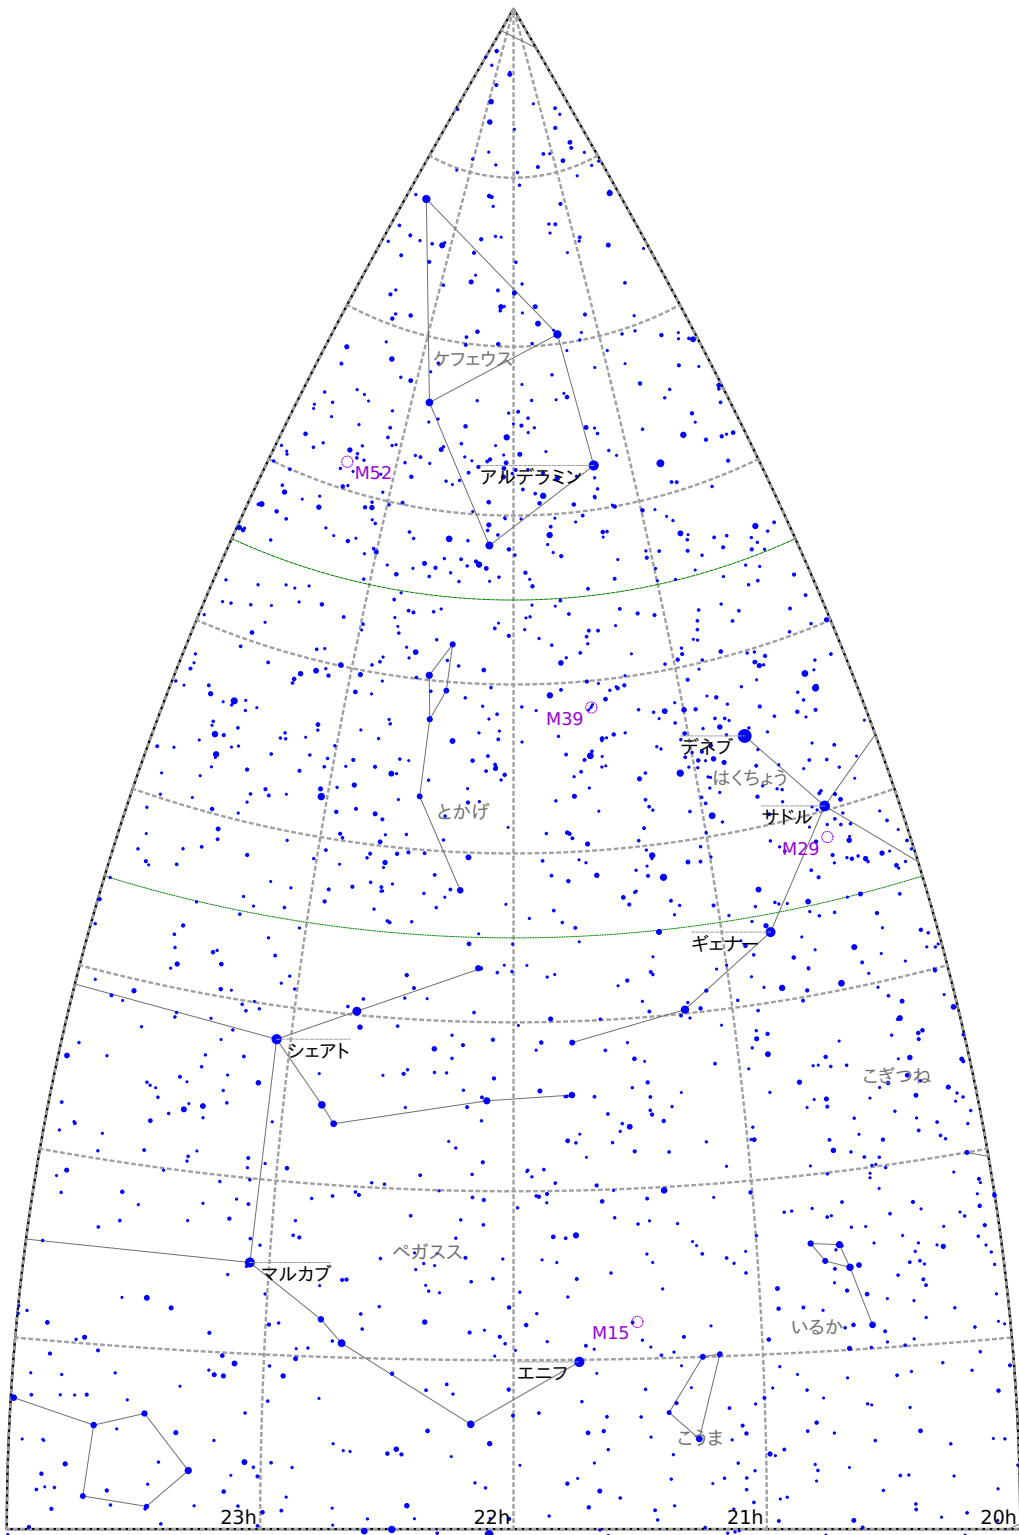 ケフェウス
M52
アルデラミン
M39
デネブ
はくちょう
とかげ
サドル
M29
ギェナー
シェアト
こぎつね
ペガスス
マルカブ
M15
いるか
エニフ
こうま
23h
22h
21h
20h